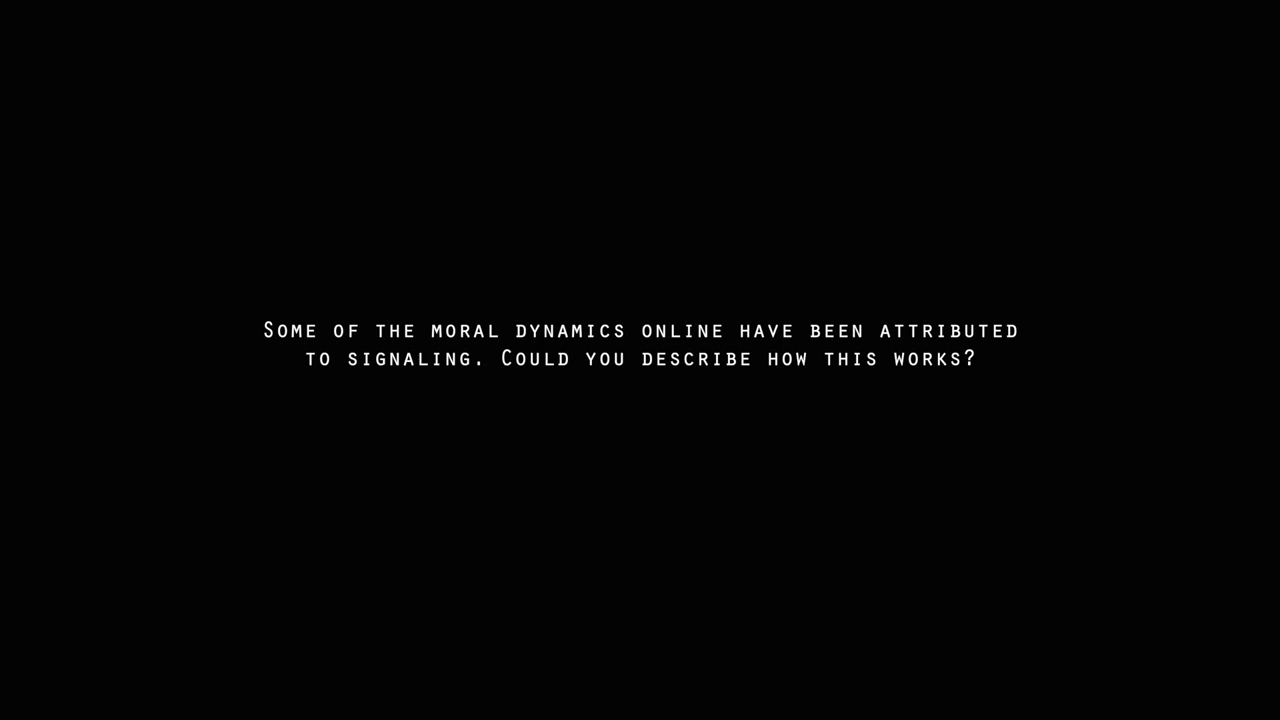 Some of the moral dynamics online have been attributed
to signaling. Could you describe how this works?